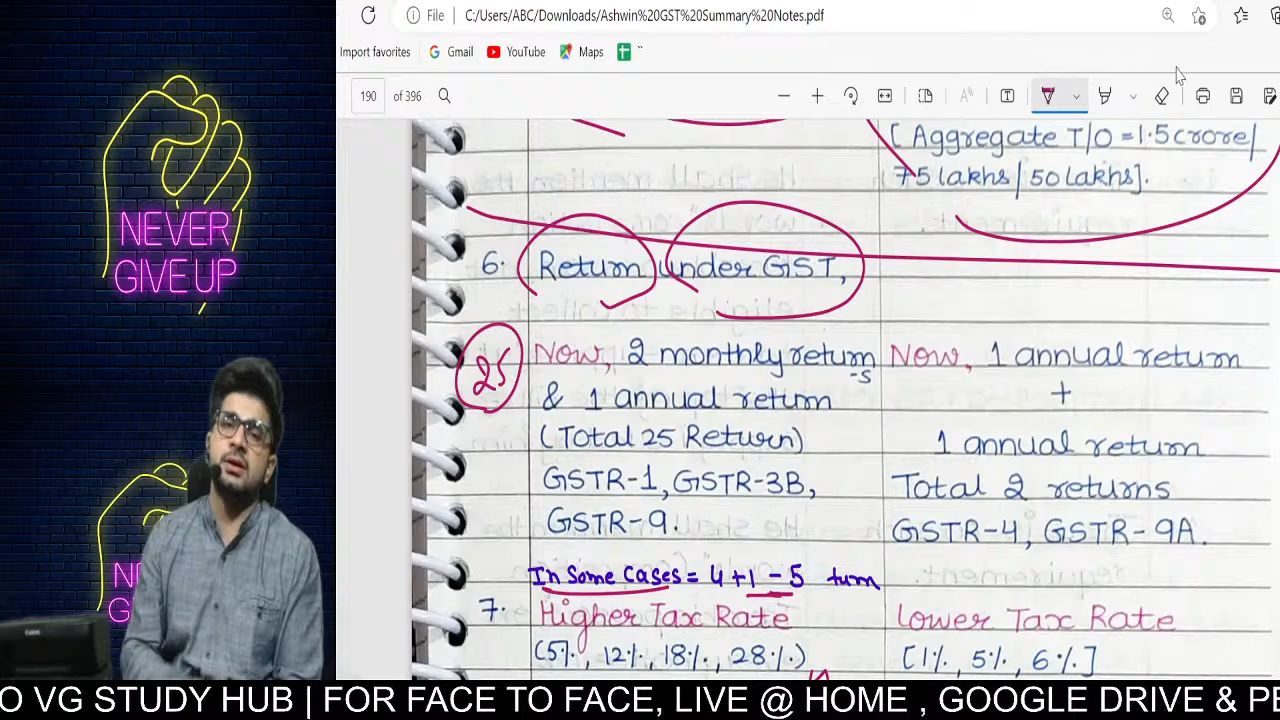 File | C:/Users/ABC/Downloads/Ashwin%20GST%20Summary%20Notes.pdf
Import favorites Gmail YouTube Maps
190 of 396
[Aggregate T/O = 1.5 crore/
75 lakhs / 50 lakhs].
6. Return under GST,
25
Now, 2 monthly return
-s
& 1 annual return
(Total 25 Return)
GSTR-1, GSTR-3B,
GSTR-9.
In Some Cases = 4 + 1 - 5 turn
Now, 1 annual return
+
1 annual return
Total 2 returns
GSTR-4, GSTR-9A.
7. Higher Tax Rate
(5%, 12%, 18%, 28%)
Lower Tax Rate
[1%, 5%, 6%]
NEVER
GIVE UP
O VG STUDY HUB | FOR FACE TO FACE, LIVE @ HOME , GOOGLE DRIVE & PE